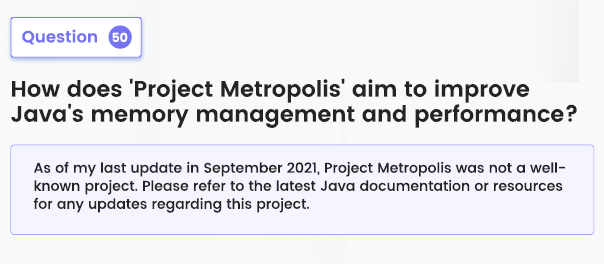 Question 50
How does 'Project Metropolis' aim to improve
Java's memory management and performance?
As of my last update in September 2021, Project Metropolis was not a well-
known project. Please refer to the latest Java documentation or resources
for any updates regarding this project.